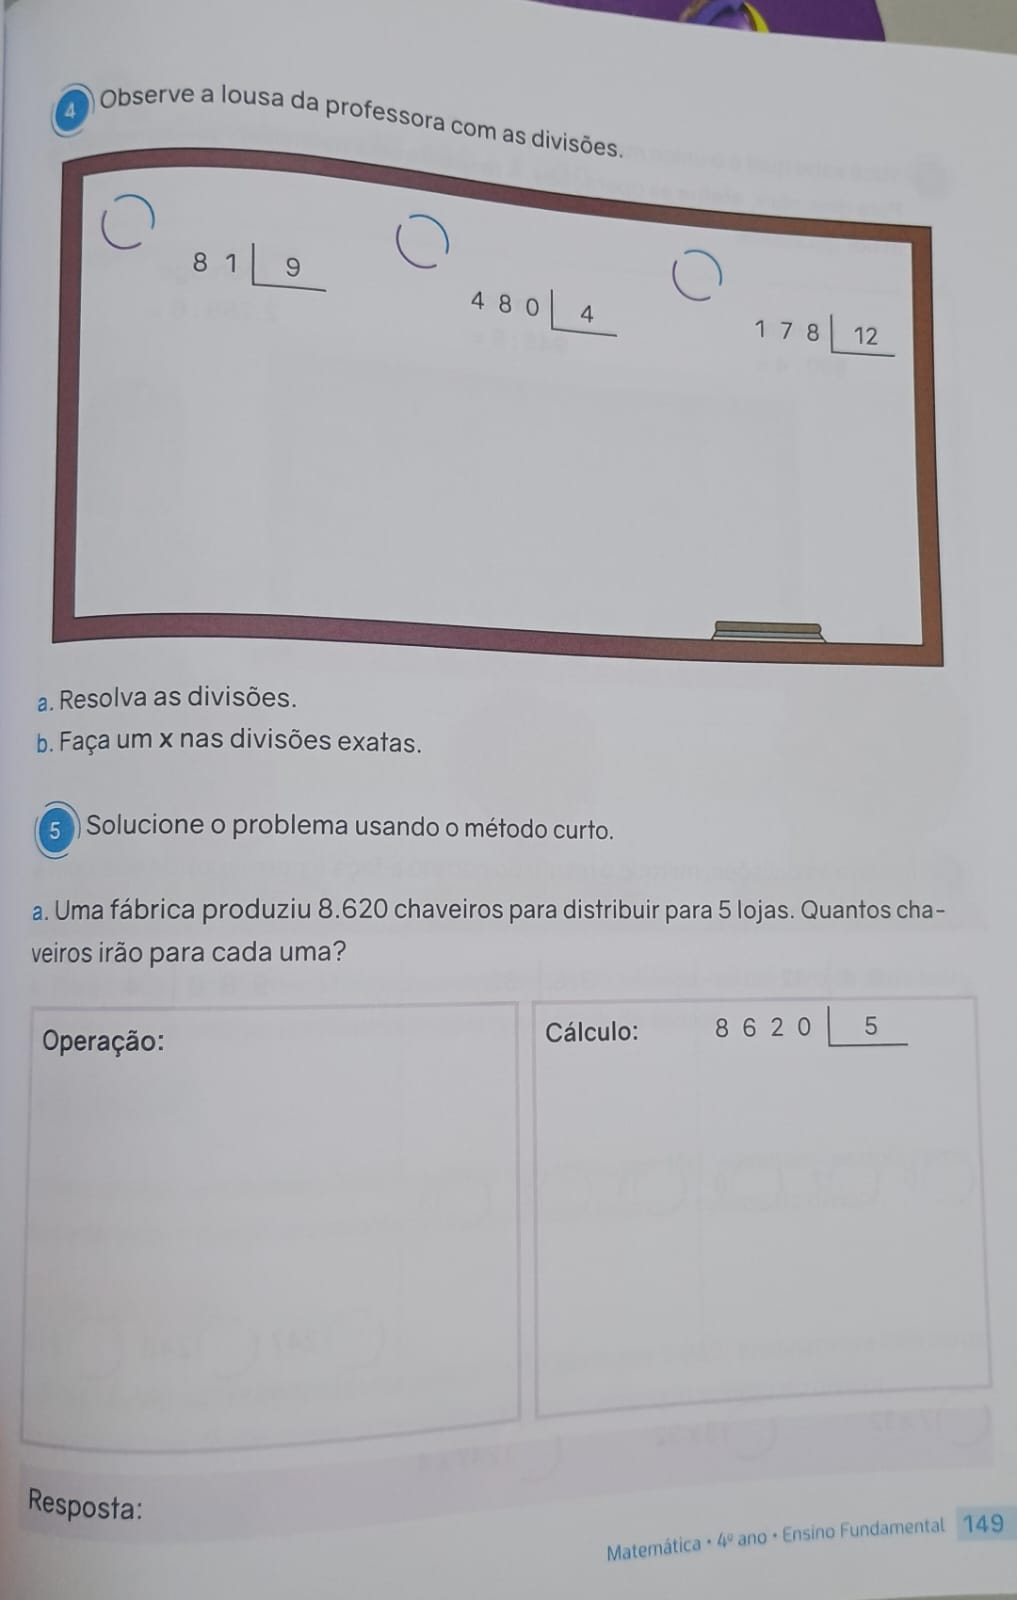 4 Observe a lousa da professora com as divisões.
8 1 9
4 8 0 4
1 7 8 12
a. Resolva as divisões.
b. Faça um x nas divisões exatas.
5 Solucione o problema usando o método curto.
a. Uma fábrica produziu 8.620 chaveiros para distribuir para 5 lojas. Quantos cha-
veiros irão para cada uma?
Operação:
Cálculo: 8 6 2 0 5
Resposta:
Matemática • 4º ano • Ensino Fundamental 149